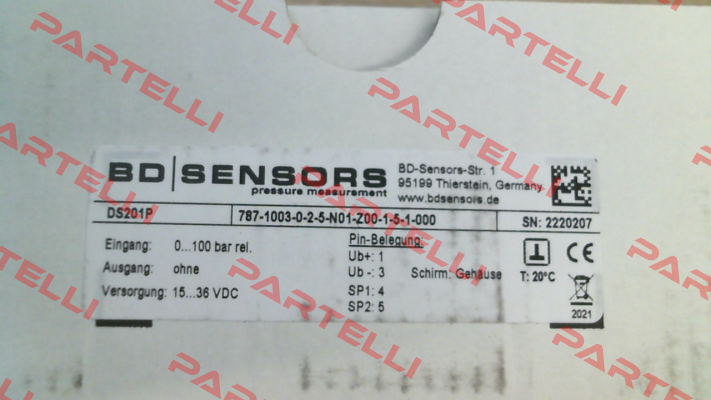 BD|SENSORS
pressure measurement
BD-Sensors-Str. 1
95199 Thierstein, Germany
www.bdsensors.de
DS201P 787-1003-0-2-5-N01-Z00-1-5-1-000 SN: 2220207
Eingang: 0...100 bar rel.
Ausgang: ohne
Versorgung: 15...36 VDC
Pin-Belegung:
Ub+: 1
Ub -: 3 Schirm: Gehäuse
SP1: 4
SP2: 5
CE
T: 20°C
2021
PARTELLI
PARTELLI
PARTELLI
PARTELLI
PARTELLI
PARTELLI
PARTELLI
PARTELLI